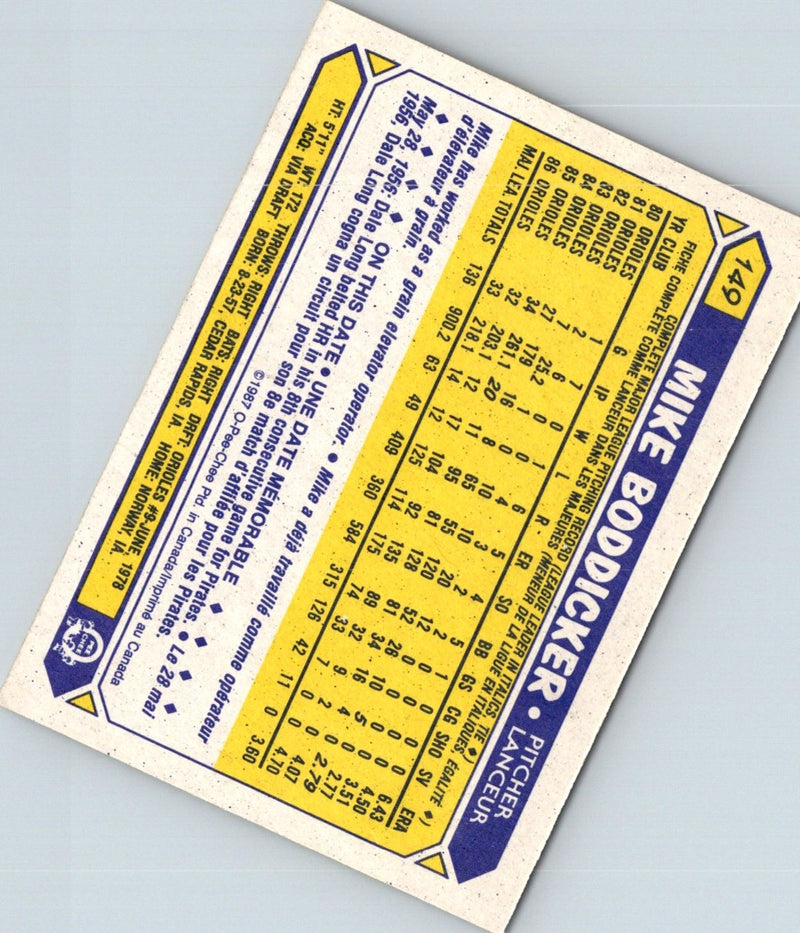 149
MIKE BODDICKER • PITCHER
LANCEUR
COMPLETE MAJOR LEAGUE PITCHING RECORD (LEAGUE LEADER IN ITALICS, TIE ♦)
FICHE COMPLETE COMME LANCEUR DANS LES MAJEURES (MENEUR DE LA LIGUE EN ITALIQUES, ÉGALITÉ ♦)
YR CLUB G IP W L R ER SO BB GS CG SHO SV ERA
80 ORIOLES 1 7 0 1 6 5 4 5 1 0 0 0 6.43
81 ORIOLES 2 6 0 0 4 3 2 2 0 0 0 0 4.50
82 ORIOLES 7 25.2 1 0 10 10 20 12 0 0 0 0 3.51
83 ORIOLES 27 179 16 8 65 55 120 52 26 10 5 0 2.77
84 ORIOLES 34 261.1 20 11 95 81 128 81 34 16 4 0 2.79
85 ORIOLES 32 203.1 12 17 104 92 135 89 32 9 2 0 4.07
86 ORIOLES 33 218.1 14 12 125 114 175 74 33 7 0 0 4.70
MAJ. LEA. TOTALS 136 900.2 63 49 409 360 584 315 126 42 11 0 3.60
Mike has worked as a grain elevator operator. • Mike a déjà travaillé comme opérateur
d'élévateur à grain.
♦ ♦ ♦ ♦ ON THIS DATE • UNE DATE MEMORABLE ♦ ♦ ♦ ♦
May 28, 1956: Dale Long belted HR in his 8th consecutive game for Pirates. • Le 28 mai
1956, Dale Long cogna un circuit pour son 8e match d'affilée pour les Pirates.
©1987 O-Pee-Chee Ptd. in Canada/Imprimé au Canada
HT: 5'11" WT: 172 THROWS: RIGHT BATS: RIGHT DRFT: ORIOLES #9-JUNE, 1978
ACQ: VIA DRAFT BORN: 8-23-57, CEDAR RAPIDS, IA. HOME: NORWAY, IA.
O PEE CHEE